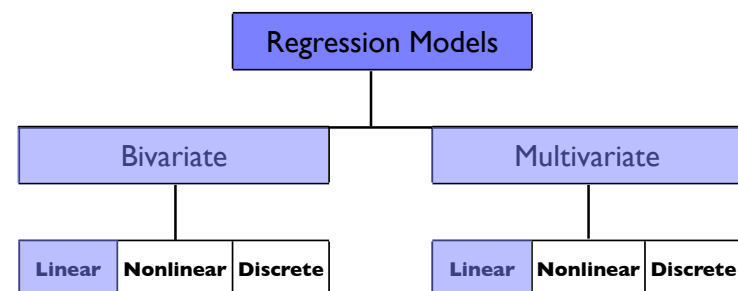 Regression Models
Bivariate Multivariate
Linear Nonlinear Discrete Linear Nonlinear Discrete